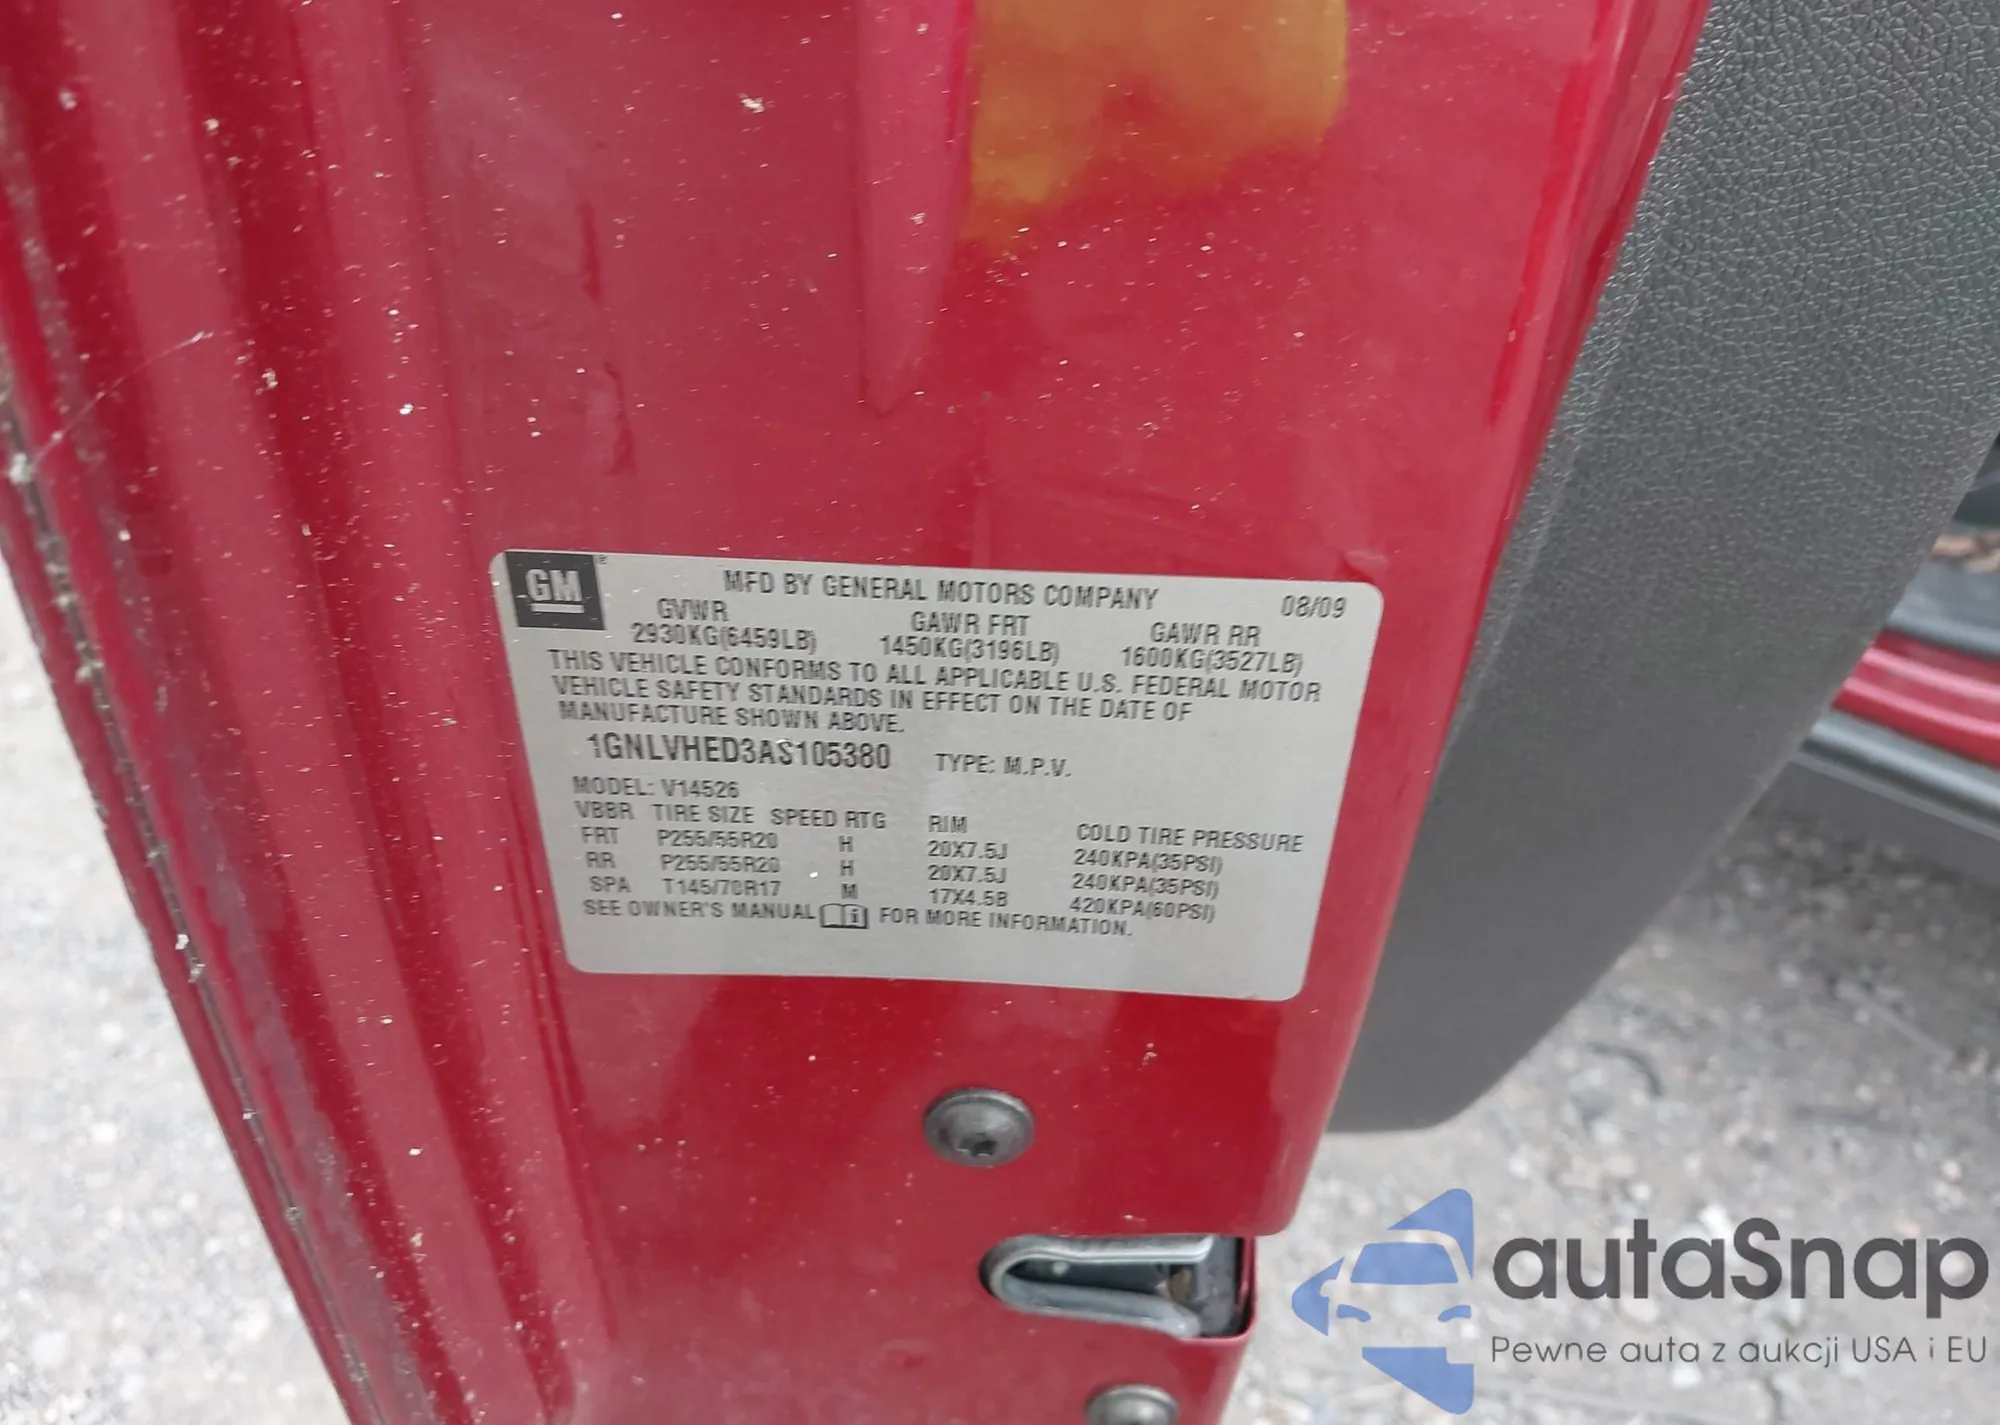 GM
MFD BY GENERAL MOTORS COMPANY 08/09
GVWR GAWR FRT GAWR RR
2930KG(6459LB) 1450KG(3196LB) 1600KG(3527LB)
THIS VEHICLE CONFORMS TO ALL APPLICABLE U.S. FEDERAL MOTOR
VEHICLE SAFETY STANDARDS IN EFFECT ON THE DATE OF
MANUFACTURE SHOWN ABOVE.
1GNLVHED3AS105380 TYPE: M.P.V.
MODEL: V14526
VBBR TIRE SIZE SPEED RTG RIM COLD TIRE PRESSURE
FRT P255/55R20 H 20X7.5J 240KPA(35PSI)
RR P255/55R20 H 20X7.5J 240KPA(35PSI)
SPA T145/70R17 M 17X4.5B 420KPA(60PSI)
SEE OWNER'S MANUAL i FOR MORE INFORMATION.
autaSnap
Pewne auta z aukcji USA i EU